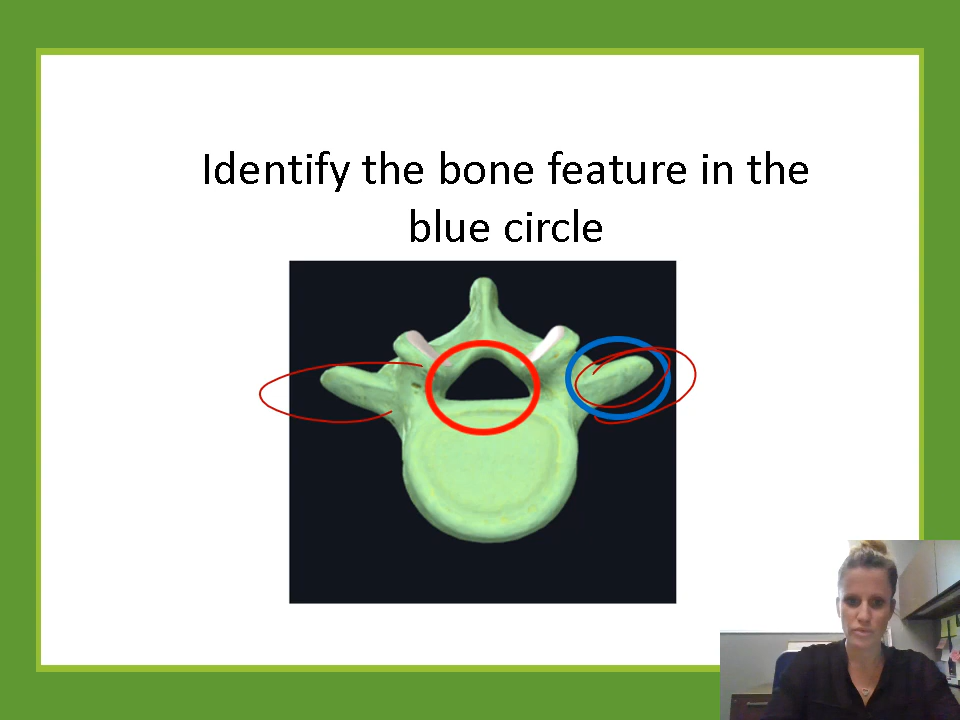 Identify the bone feature in the
blue circle